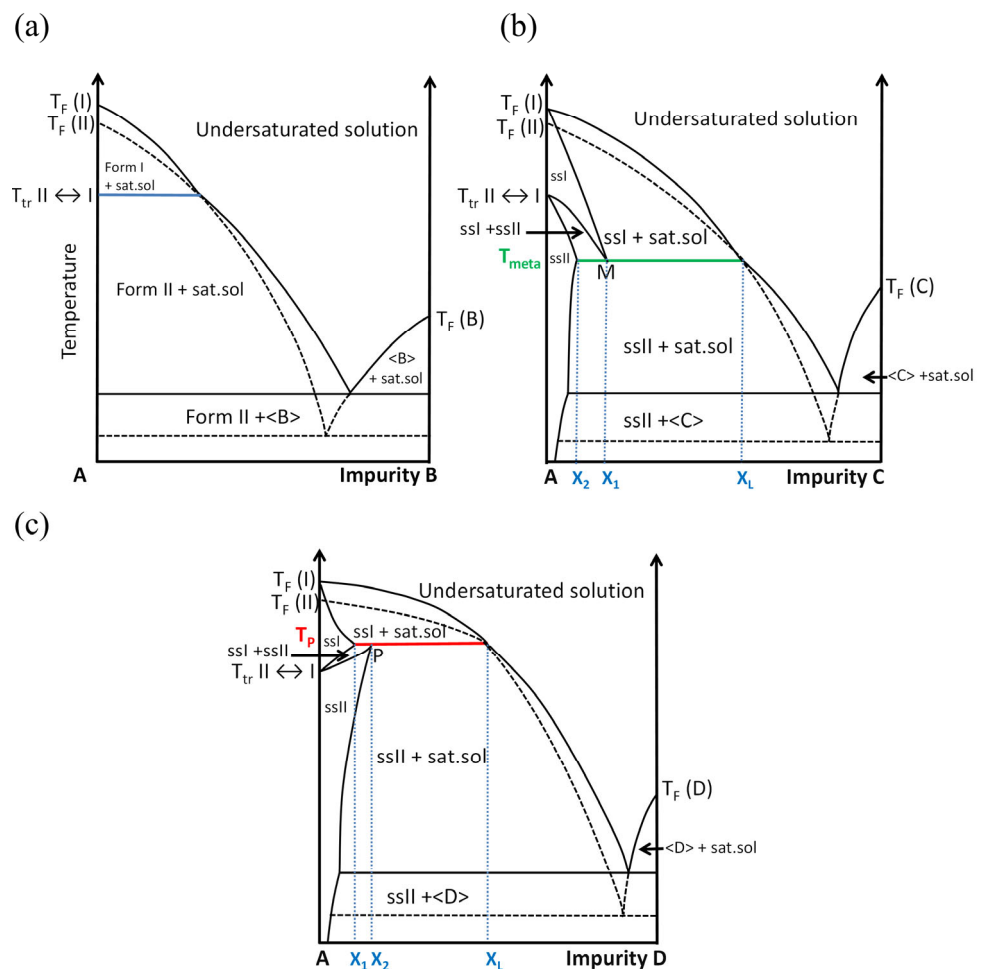 (a)
T_F (I)
T_F (II)
Undersaturated solution
Form I
+ sat.sol
T_tr II ↔ I
Temperature
Form II + sat.sol
T_F (B)
<B>
+ sat.sol
Form II +<B>
A
Impurity B
(b)
T_F (I)
T_F (II)
Undersaturated solution
ssI
T_tr II ↔ I
ssI +ssII
ssI + sat.sol
T_meta
ssII
M
T_F (C)
ssII + sat.sol
<C> +sat.sol
ssII +<C>
A
X_2
X_1
X_L
Impurity C
(c)
T_F (I)
T_F (II)
Undersaturated solution
T_P
ssI
ssI + sat.sol
ssI +ssII
P
T_tr II ↔ I
ssII
ssII + sat.sol
T_F (D)
<D> + sat.sol
ssII +<D>
A
X_1
X_2
X_L
Impurity D